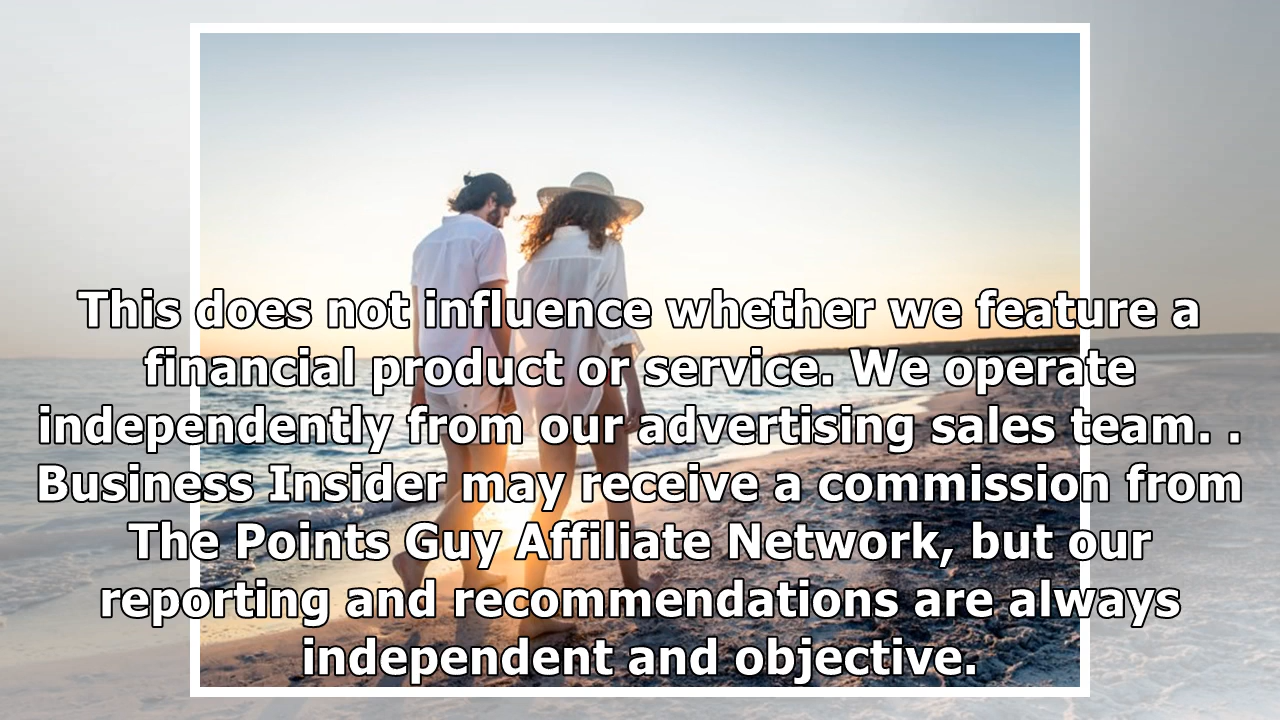 This does not influence whether we feature a
financial product or service. We operate
independently from our advertising sales team. .
Business Insider may receive a commission from
The Points Guy Affiliate Network, but our
reporting and recommendations are always
independent and objective.